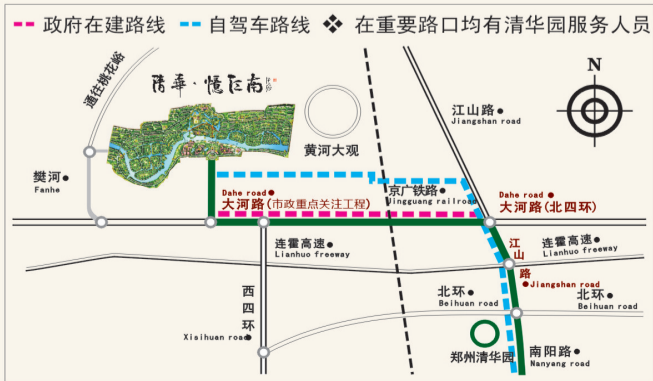 政府在建路线 自驾车路线 在重要路口均有清华园服务人员
通往桃花峪
清華·憶江南
N
江山路
Jiangshan road
黄河大观
樊河
Fanhe
京广铁路
Jingguang railroad
Dahe road
大河路(市政重点关注工程)
Dahe road
大河路(北四环)
连霍高速
Lianhuo freeway
江山路
连霍高速
Lianhuo freeway
Jiangshan road
西四环
Xisihuan road
北环
Beihuan road
北环
Beihuan road
郑州清华园
南阳路
Nanyang road